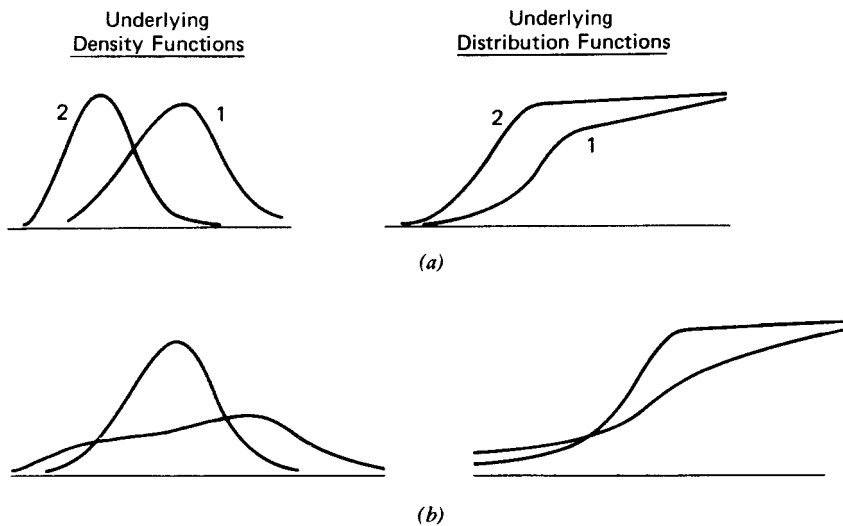 Underlying
Density Functions
Underlying
Distribution Functions
2
1
2
1
(a)
(b)